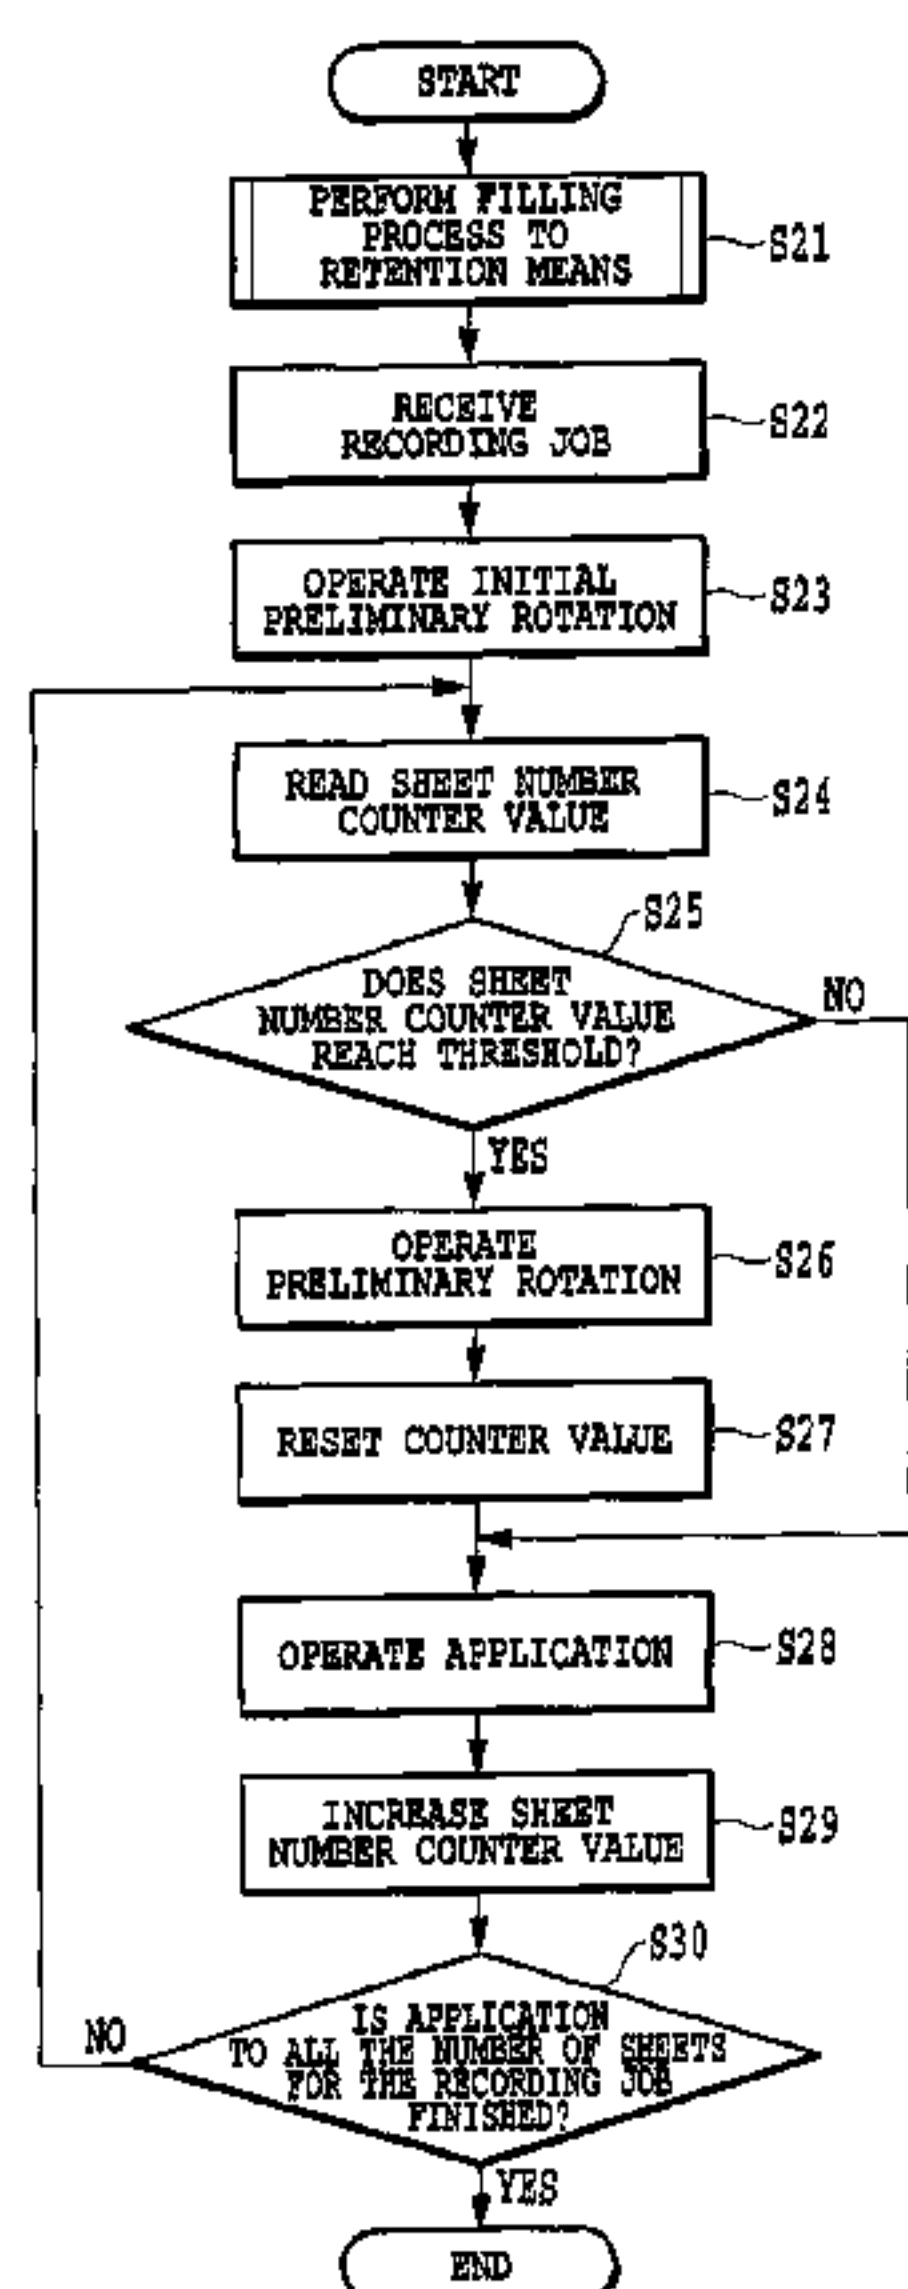 START
PERFORM FILLING
PROCESS TO
RETENTION MEANS
S21
RECEIVE
RECORDING JOB
S22
OPERATE INITIAL
PRELIMINARY ROTATION
S23
READ SHEET NUMBER
COUNTER VALUE
S24
S25
DOES SHEET
NUMBER COUNTER VALUE
REACH THRESHOLD?
NO
YES
OPERATE
PRELIMINARY ROTATION
S26
RESET COUNTER VALUE
S27
OPERATE APPLICATION
S28
INCREASE SHEET
NUMBER COUNTER VALUE
S29
S30
IS APPLICATION
TO ALL THE NUMBER OF SHEETS
FOR THE RECORDING JOB
FINISHED?
NO
YES
END